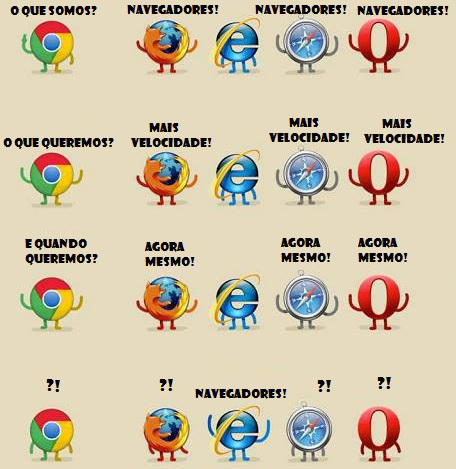 O QUE SOMOS?
NAVEGADORES!
NAVEGADORES!
NAVEGADORES!
O QUE QUEREMOS?
MAIS
VELOCIDADE!
MAIS
VELOCIDADE!
MAIS
VELOCIDADE!
E QUANDO
QUEREMOS?
AGORA
MESMO!
AGORA
MESMO!
AGORA
MESMO!
?!
?!
NAVEGADORES!
?!
?!